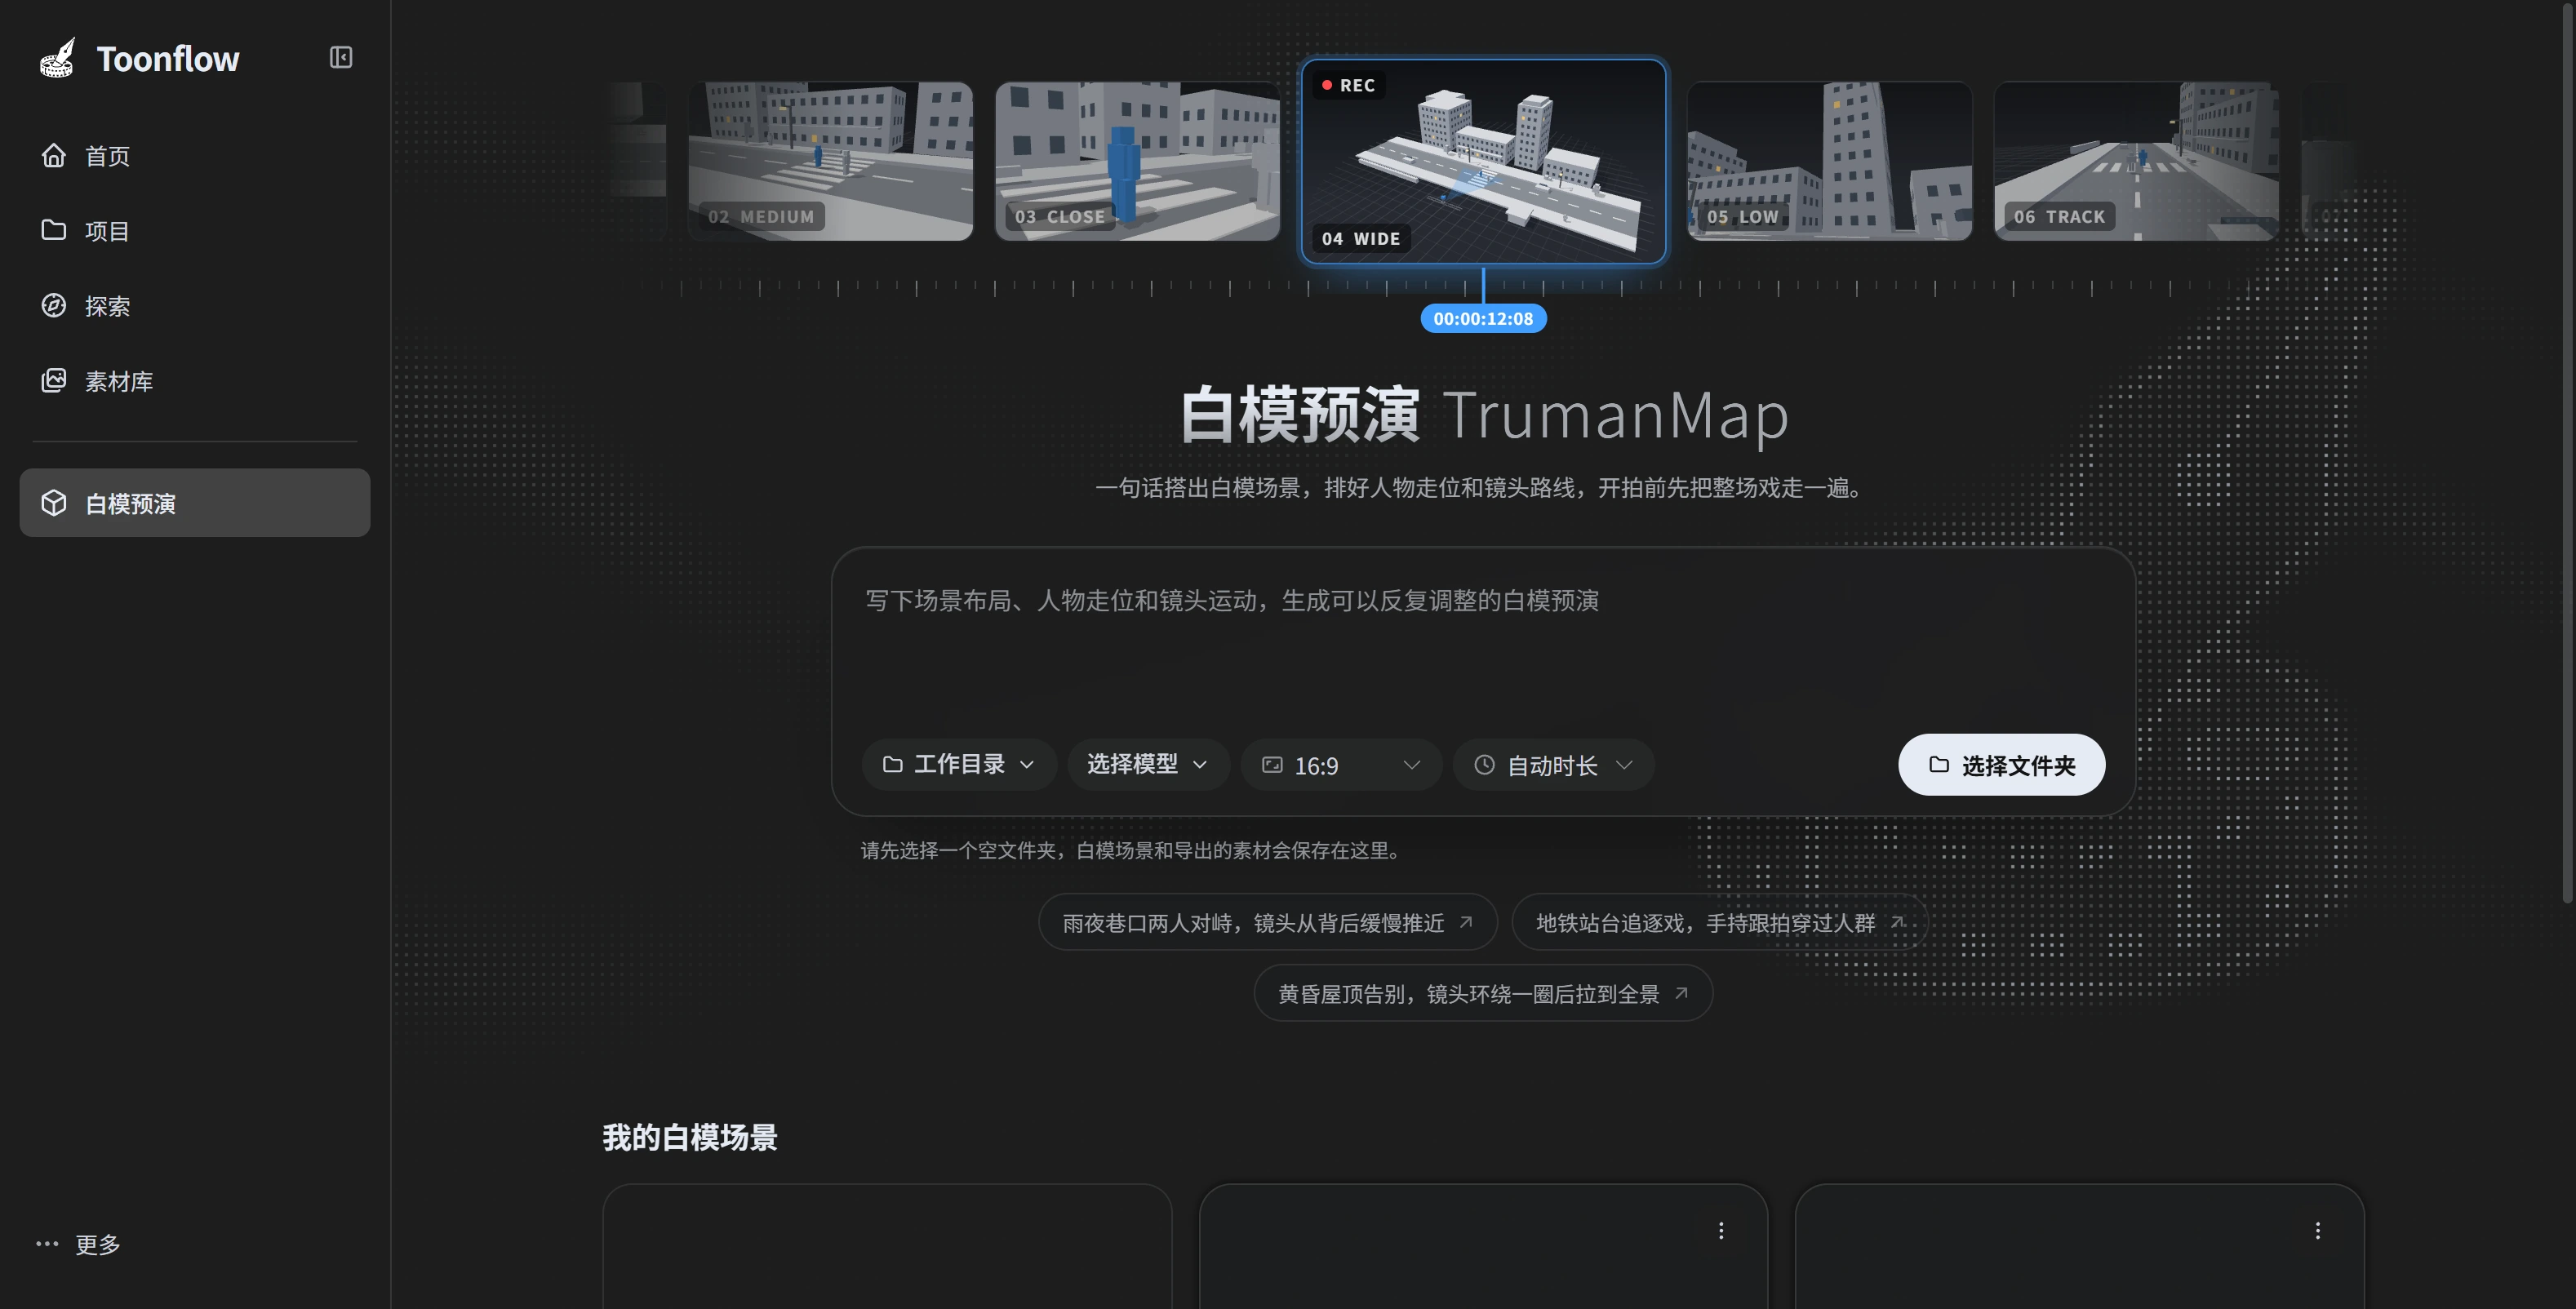 Toonflow
首页
项目
探索
素材库
白模预演
更多
REC
02 MEDIUM
03 CLOSE
04 WIDE
05 LOW
06 TRACK
00:00:12:08
白模预演 TrumanMap
一句话搭出白模场景，排好人物走位和镜头路线，开拍前先把整场戏走一遍。
写下场景布局、人物走位和镜头运动，生成可以反复调整的白模预演
工作目录 选择模型 16:9 自动时长 选择文件夹
请先选择一个空文件夹，白模场景和导出的素材会保存在这里。
雨夜巷口两人对峙，镜头从背后缓慢推近
地铁站台追逐戏，手持跟拍穿过人群
黄昏屋顶告别，镜头环绕一圈后拉到全景
我的白模场景